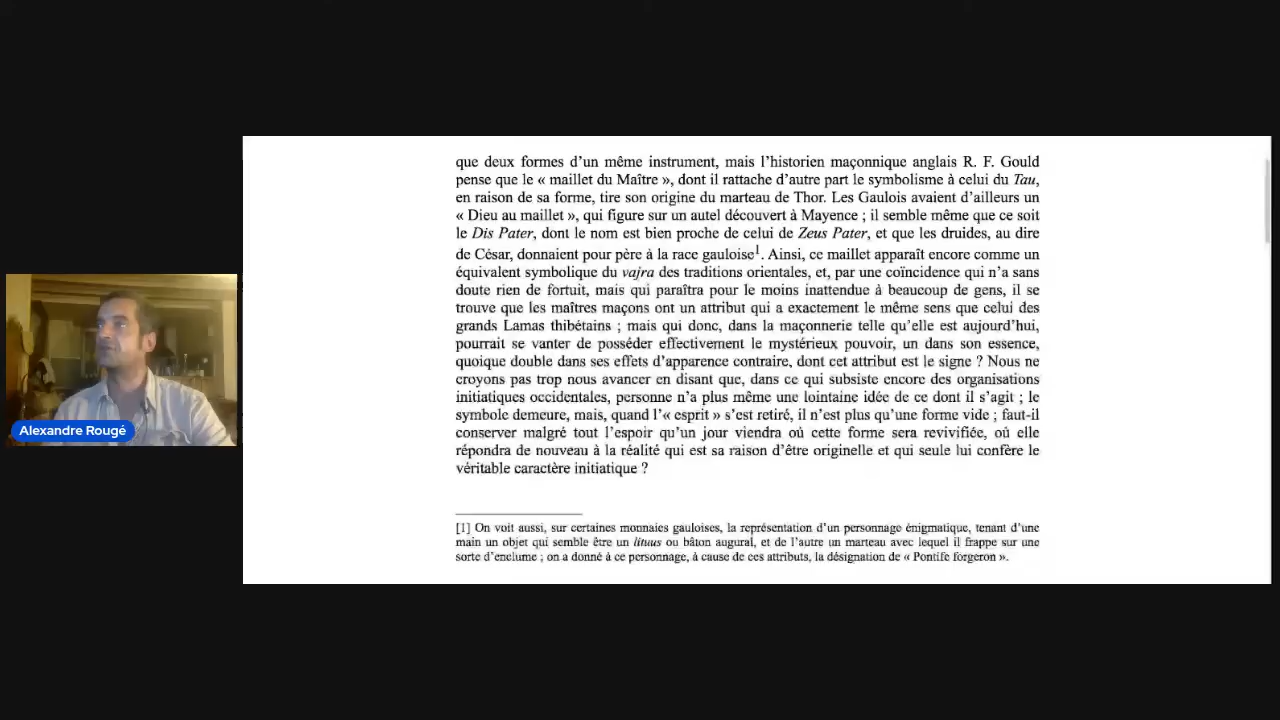 que deux formes d’un même instrument, mais l’historien maçonnique anglais R. F. Gould
pense que le « maillet du Maître », dont il rattache d’autre part le symbolisme à celui du Tau,
en raison de sa forme, tire son origine du marteau de Thor. Les Gaulois avaient d’ailleurs un
« Dieu au maillet », qui figure sur un autel découvert à Mayence ; il semble même que ce soit
le Dis Pater, dont le nom est bien proche de celui de Zeus Pater, et que les druides, au dire
de César, donnaient pour père à la race gauloise1. Ainsi, ce maillet apparaît encore comme un
équivalent symbolique du vajra des traditions orientales, et, par une coïncidence qui n’a sans
doute rien de fortuit, mais qui paraîtra pour le moins inattendue à beaucoup de gens, il se
trouve que les maîtres maçons ont un attribut qui a exactement le même sens que celui des
grands Lamas thibétains ; mais qui donc, dans la maçonnerie telle qu’elle est aujourd’hui,
pourrait se vanter de posséder effectivement le mystérieux pouvoir, un dans son essence,
quoique double dans ses effets d’apparence contraire, dont cet attribut est le signe ? Nous ne
croyons pas trop nous avancer en disant que, dans ce qui subsiste encore des organisations
initiatiques occidentales, personne n’a plus même une lointaine idée de ce dont il s’agit ; le
symbole demeure, mais, quand l’« esprit » s’est retiré, il n’est plus qu’une forme vide ; faut-il
conserver malgré tout l’espoir qu’un jour viendra où cette forme sera revivifiée, où elle
répondra de nouveau à la réalité qui est sa raison d’être originelle et qui seule lui confère le
véritable caractère initiatique ?
[1] On voit aussi, sur certaines monnaies gauloises, la représentation d’un personnage énigmatique, tenant d’une
main un objet qui semble être un lituus ou bâton augural, et de l’autre un marteau avec lequel il frappe sur une
sorte d’enclume ; on a donné à ce personnage, à cause de ces attributs, la désignation de « Pontife forgeron ».
Alexandre Rougé